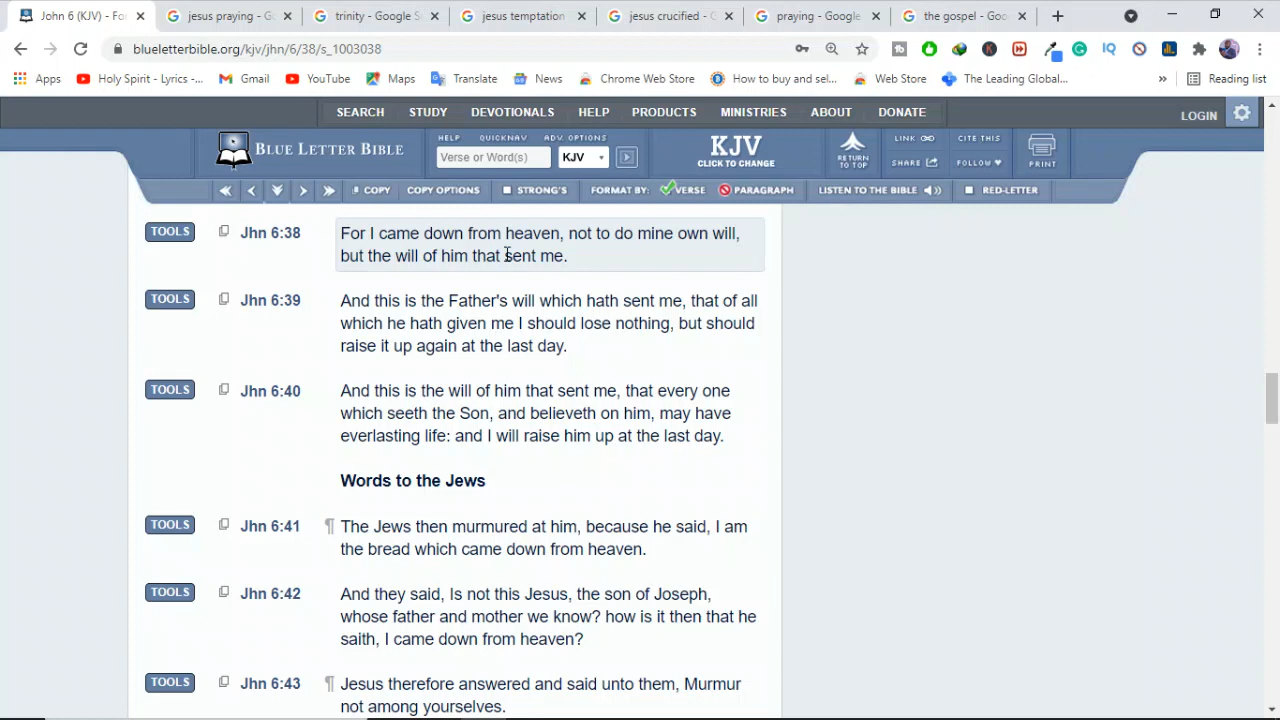 John 6 (KJV) - Fo
jesus praying - G
trinity - Google S
jesus temptation
jesus crucified - G
praying - Google
the gospel - Goo
blueletterbible.org/kjv/jhn/6/38/s_1003038
Apps
Holy Spirit - Lyrics -...
Gmail
YouTube
Maps
Translate
News
Chrome Web Store
How to buy and sel...
Web Store
The Leading Global...
»
Reading list
SEARCH
STUDY
DEVOTIONALS
HELP
PRODUCTS
MINISTRIES
ABOUT
DONATE
LOGIN
BLUE LETTER BIBLE
HELP QUICKNAV ADV. OPTIONS
Verse or Word(s)
KJV
KJV
CLICK TO CHANGE
RETURN
TO TOP
LINK
CITE THIS
SHARE
FOLLOW
PRINT
COPY
COPY OPTIONS
STRONG'S
FORMAT BY:
VERSE
PARAGRAPH
LISTEN TO THE BIBLE
RED-LETTER
TOOLS Jhn 6:38 For I came down from heaven, not to do mine own will,
but the will of him that sent me.
TOOLS Jhn 6:39 And this is the Father's will which hath sent me, that of all
which he hath given me I should lose nothing, but should
raise it up again at the last day.
TOOLS Jhn 6:40 And this is the will of him that sent me, that every one
which seeth the Son, and believeth on him, may have
everlasting life: and I will raise him up at the last day.
Words to the Jews
TOOLS Jhn 6:41 ¶ The Jews then murmured at him, because he said, I am
the bread which came down from heaven.
TOOLS Jhn 6:42 And they said, Is not this Jesus, the son of Joseph,
whose father and mother we know? how is it then that he
saith, I came down from heaven?
TOOLS Jhn 6:43 ¶ Jesus therefore answered and said unto them, Murmur
not among yourselves.